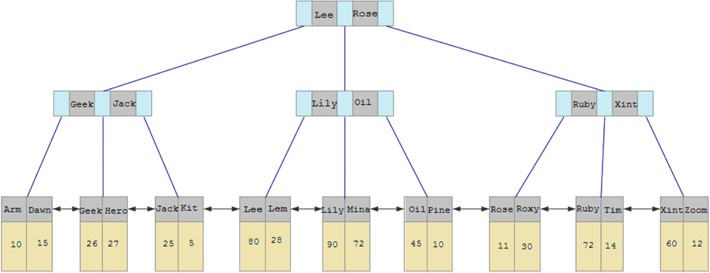 Lee Rose
Geek Jack
Lily Oil
Ruby Xint
Arm Dawn Geek Hero Jack Kit Lee Lem Lily Mina Oil Pine Rose Roxy Ruby Tim Xint Zoom
10 15 26 27 25 5 80 28 90 72 45 10 11 30 72 14 60 12